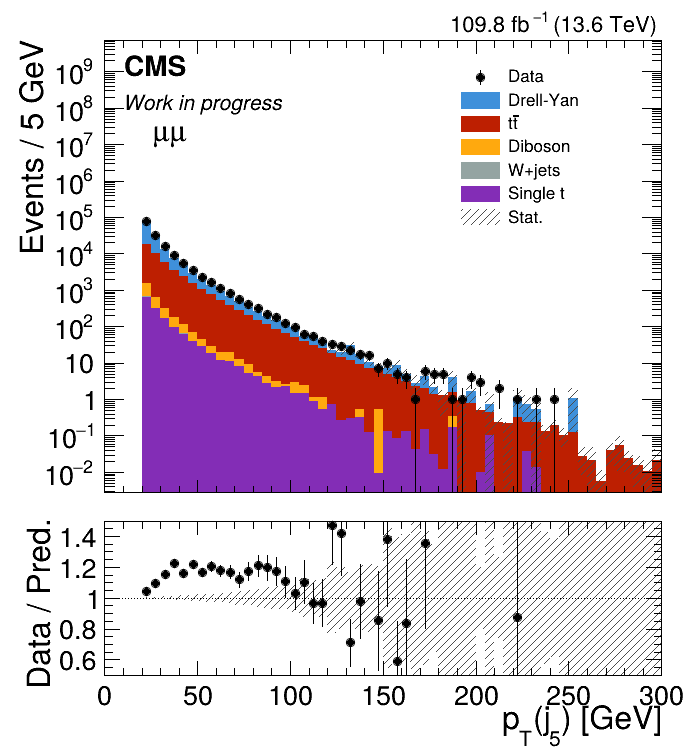 109.8 fb⁻¹ (13.6 TeV)
CMS
Work in progress
μμ
Data
Drell-Yan
tt̅
Diboson
W+jets
Single t
Stat.
Events / 5 GeV
10⁹
10⁸
10⁷
10⁶
10⁵
10⁴
10³
10²
10
1
10⁻¹
10⁻²
Data / Pred.
1.4
1.2
1
0.8
0.6
0 50 100 150 200 250 300
p_T(j₅) [GeV]